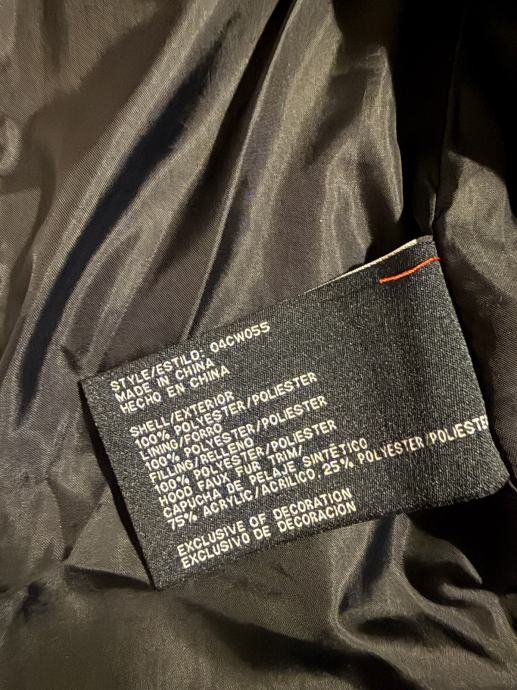 STYLE/ESTILO: 04CW055
MADE IN CHINA
HECHO EN CHINA
SHELL/EXTERIOR
100% POLYESTER/POLIESTER
LINING/FORRO
100% POLYESTER/POLIESTER
FILLING/RELLENO
100% POLYESTER/POLIESTER
HOOD FAUX FUR TRIM/
CAPUCHA DE PELAJE SINTÉTICO
75% ACRYLIC/ACRILICO, 25% POLYESTER/POLIESTE
EXCLUSIVE OF DECORATION
EXCLUSIVO DE DECORACION